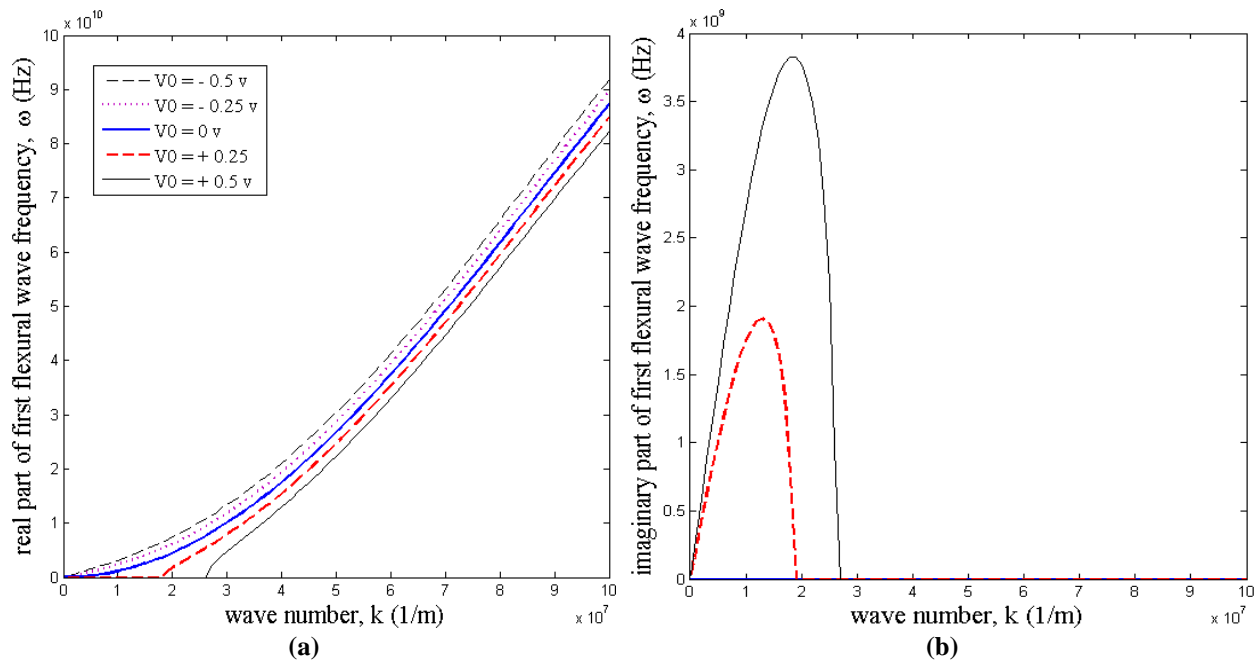 x 10^10
10
9
8
7
6
5
4
3
2
1
0
real part of first flexural wave frequency, ω (Hz)
V0 = - 0.5 v
V0 = - 0.25 v
V0 = 0 v
V0 = + 0.25
V0 = + 0.5 v
0 1 2 3 4 5 6 7 8 9 10
wave number, k (1/m)
x 10^7
(a)
x 10^9
4
3.5
3
2.5
2
1.5
1
0.5
0
imaginary part of first flexural wave frequency, ω (Hz)
0 1 2 3 4 5 6 7 8 9 10
wave number, k (1/m)
x 10^7
(b)